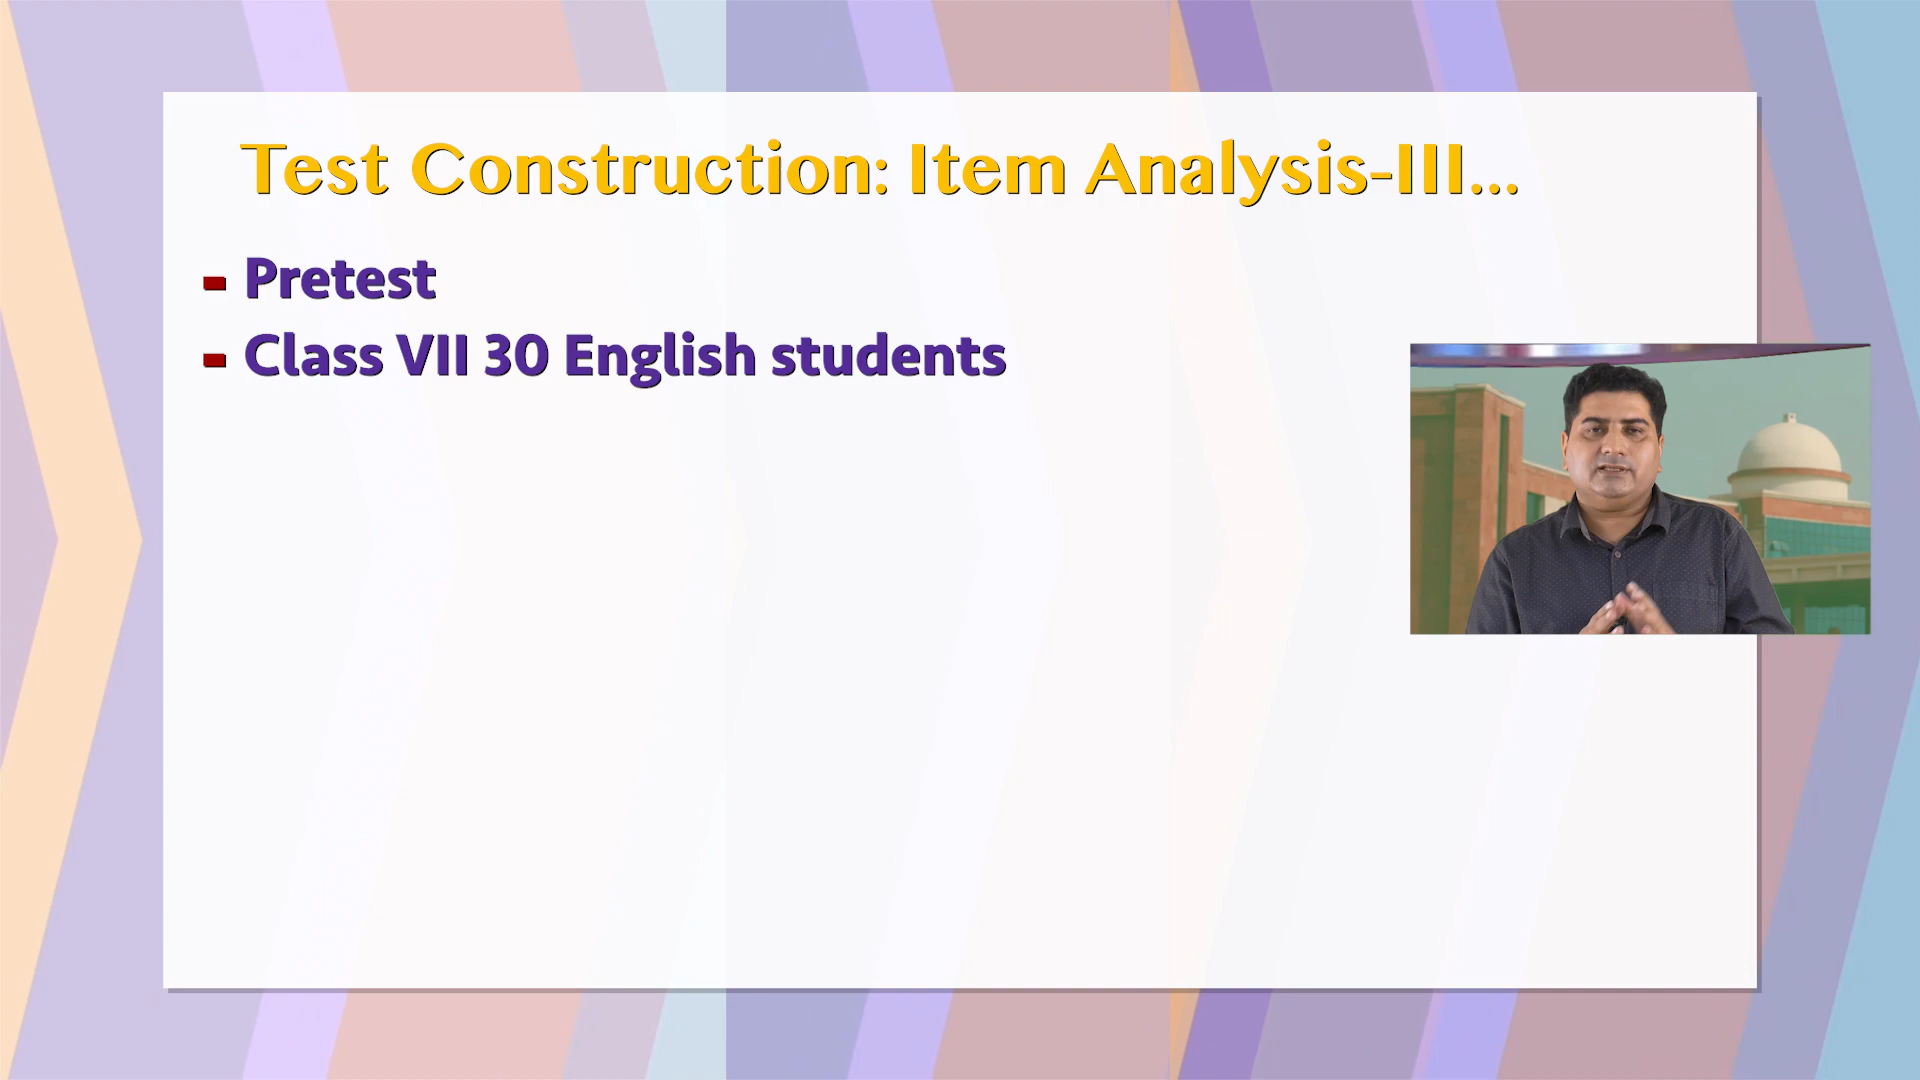 Test Construction: Item Analysis-III...
- Pretest
- Class VII 30 English students